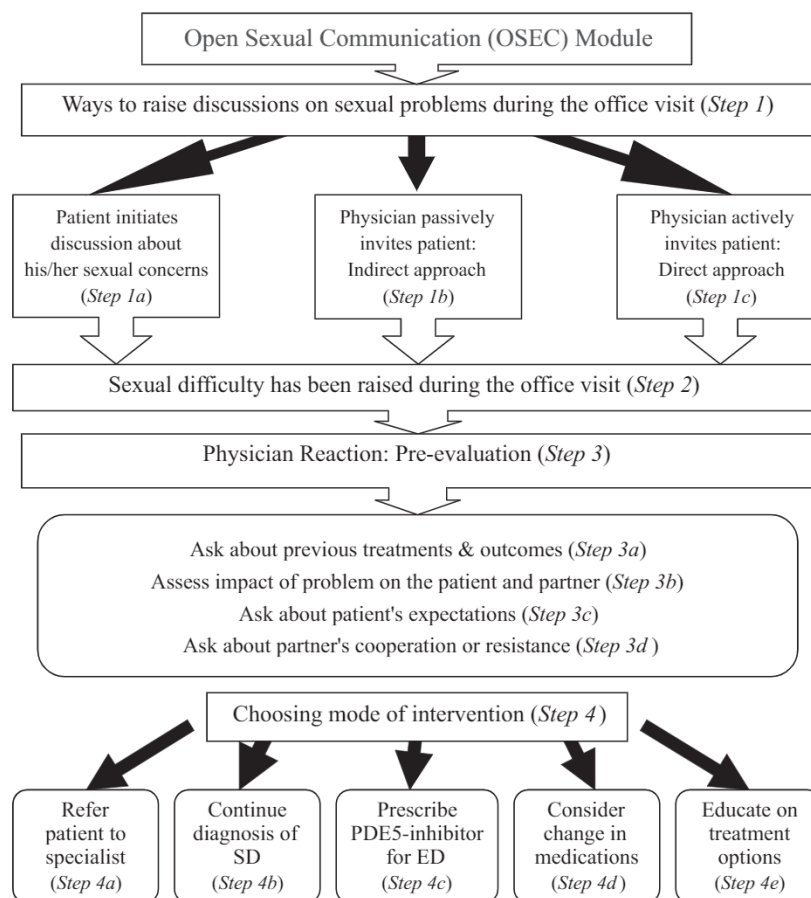 Open Sexual Communication (OSEC) Module
Ways to raise discussions on sexual problems during the office visit (Step 1)
Patient initiates
discussion about
his/her sexual concerns
(Step 1a)
Physician passively
invites patient:
Indirect approach
(Step 1b)
Physician actively
invites patient:
Direct approach
(Step 1c)
Sexual difficulty has been raised during the office visit (Step 2)
Physician Reaction: Pre-evaluation (Step 3)
Ask about previous treatments & outcomes (Step 3a)
Assess impact of problem on the patient and partner (Step 3b)
Ask about patient's expectations (Step 3c)
Ask about partner's cooperation or resistance (Step 3d )
Choosing mode of intervention (Step 4)
Refer
patient to
specialist
(Step 4a)
Continue
diagnosis of
SD
(Step 4b)
Prescribe
PDE5-inhibitor
for ED
(Step 4c)
Consider
change in
medications
(Step 4d)
Educate on
treatment
options
(Step 4e)